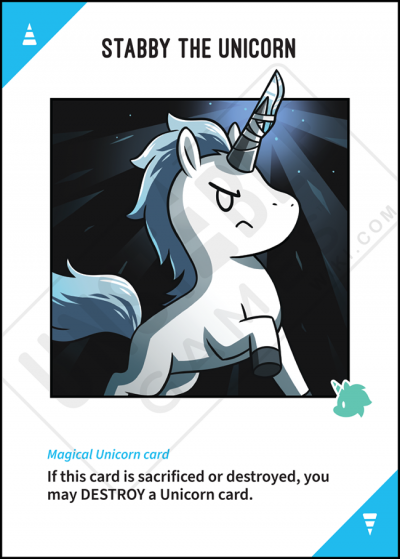 STABBY THE UNICORN
Magical Unicorn card
If this card is sacrificed or destroyed, you
may DESTROY a Unicorn card.